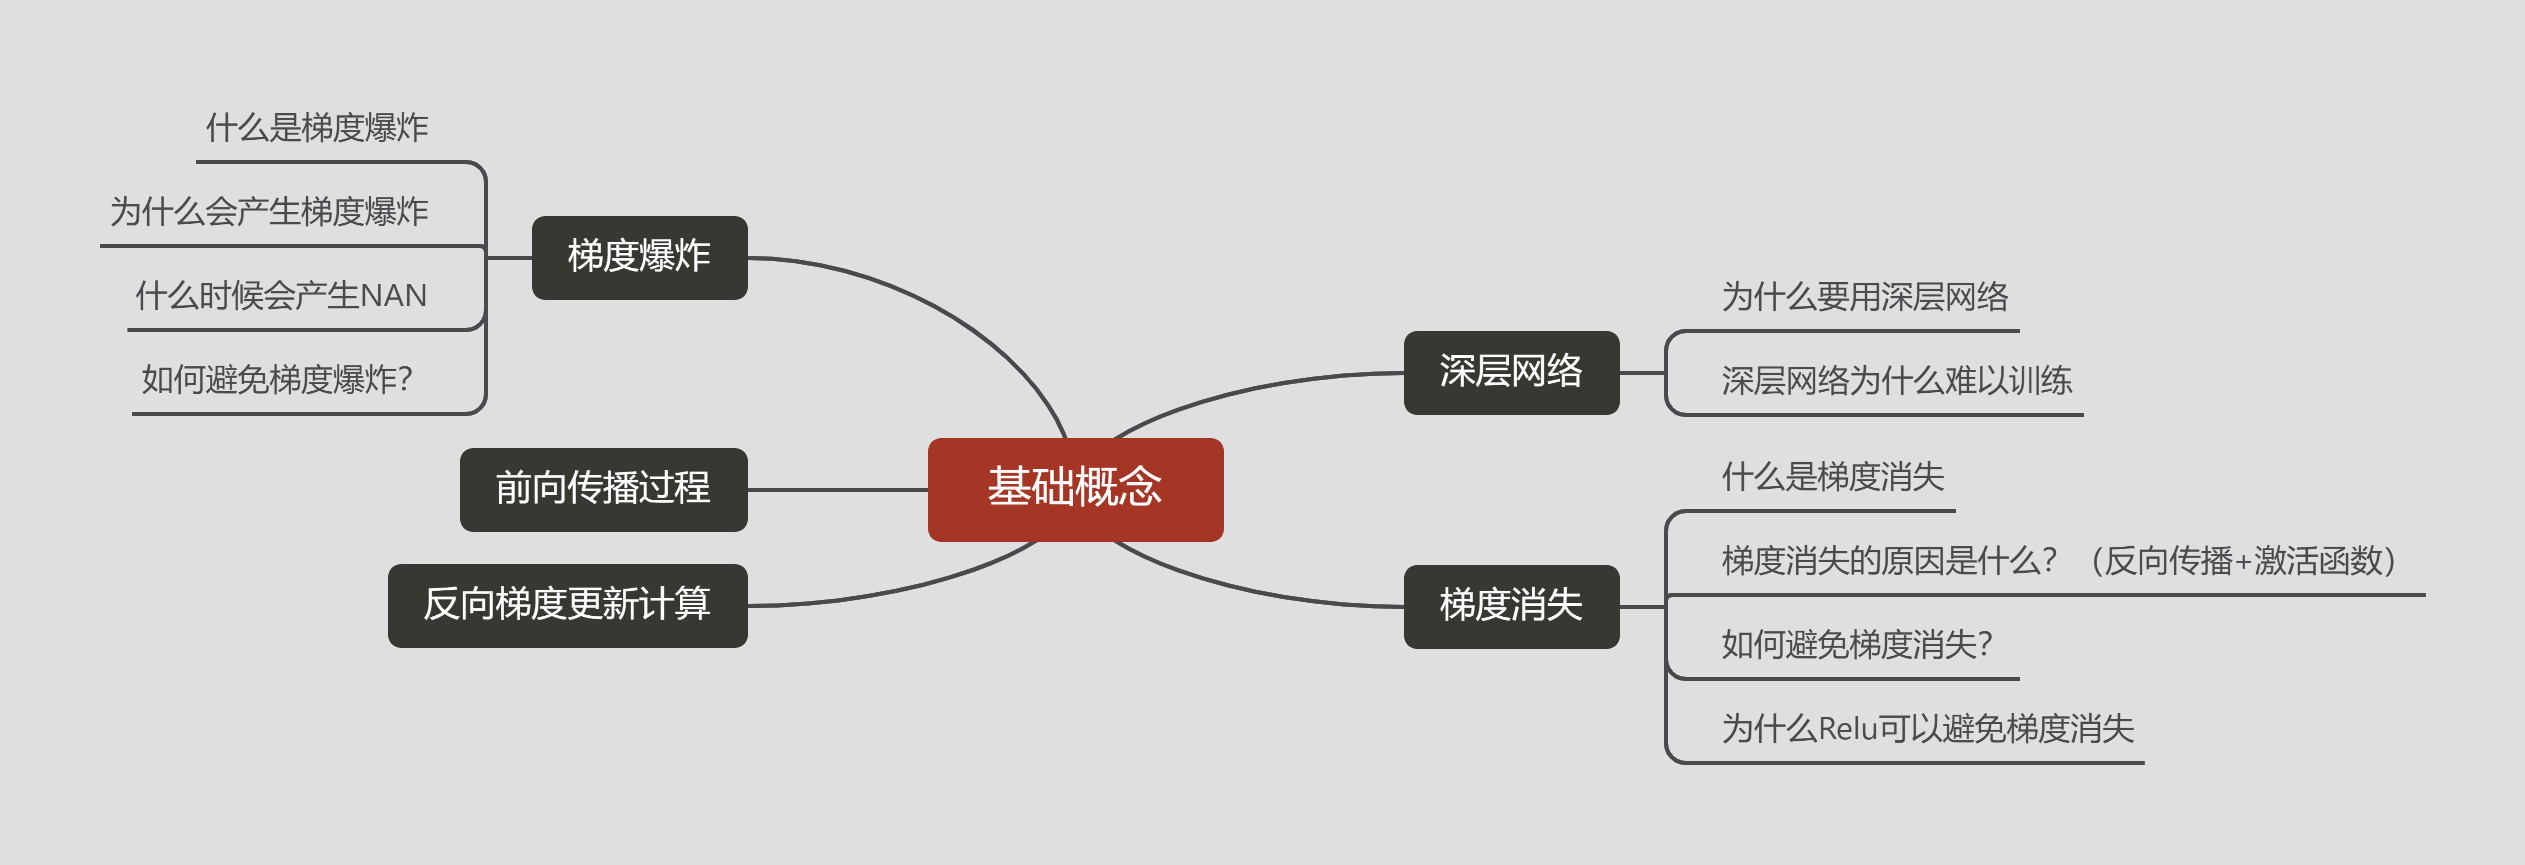 基础概念
深层网络
为什么要用深层网络
深层网络为什么难以训练
梯度消失
什么是梯度消失
梯度消失的原因是什么？（反向传播+激活函数）
如何避免梯度消失?
为什么Relu可以避免梯度消失
梯度爆炸
什么是梯度爆炸
为什么会产生梯度爆炸
什么时候会产生NAN
如何避免梯度爆炸?
前向传播过程
反向梯度更新计算